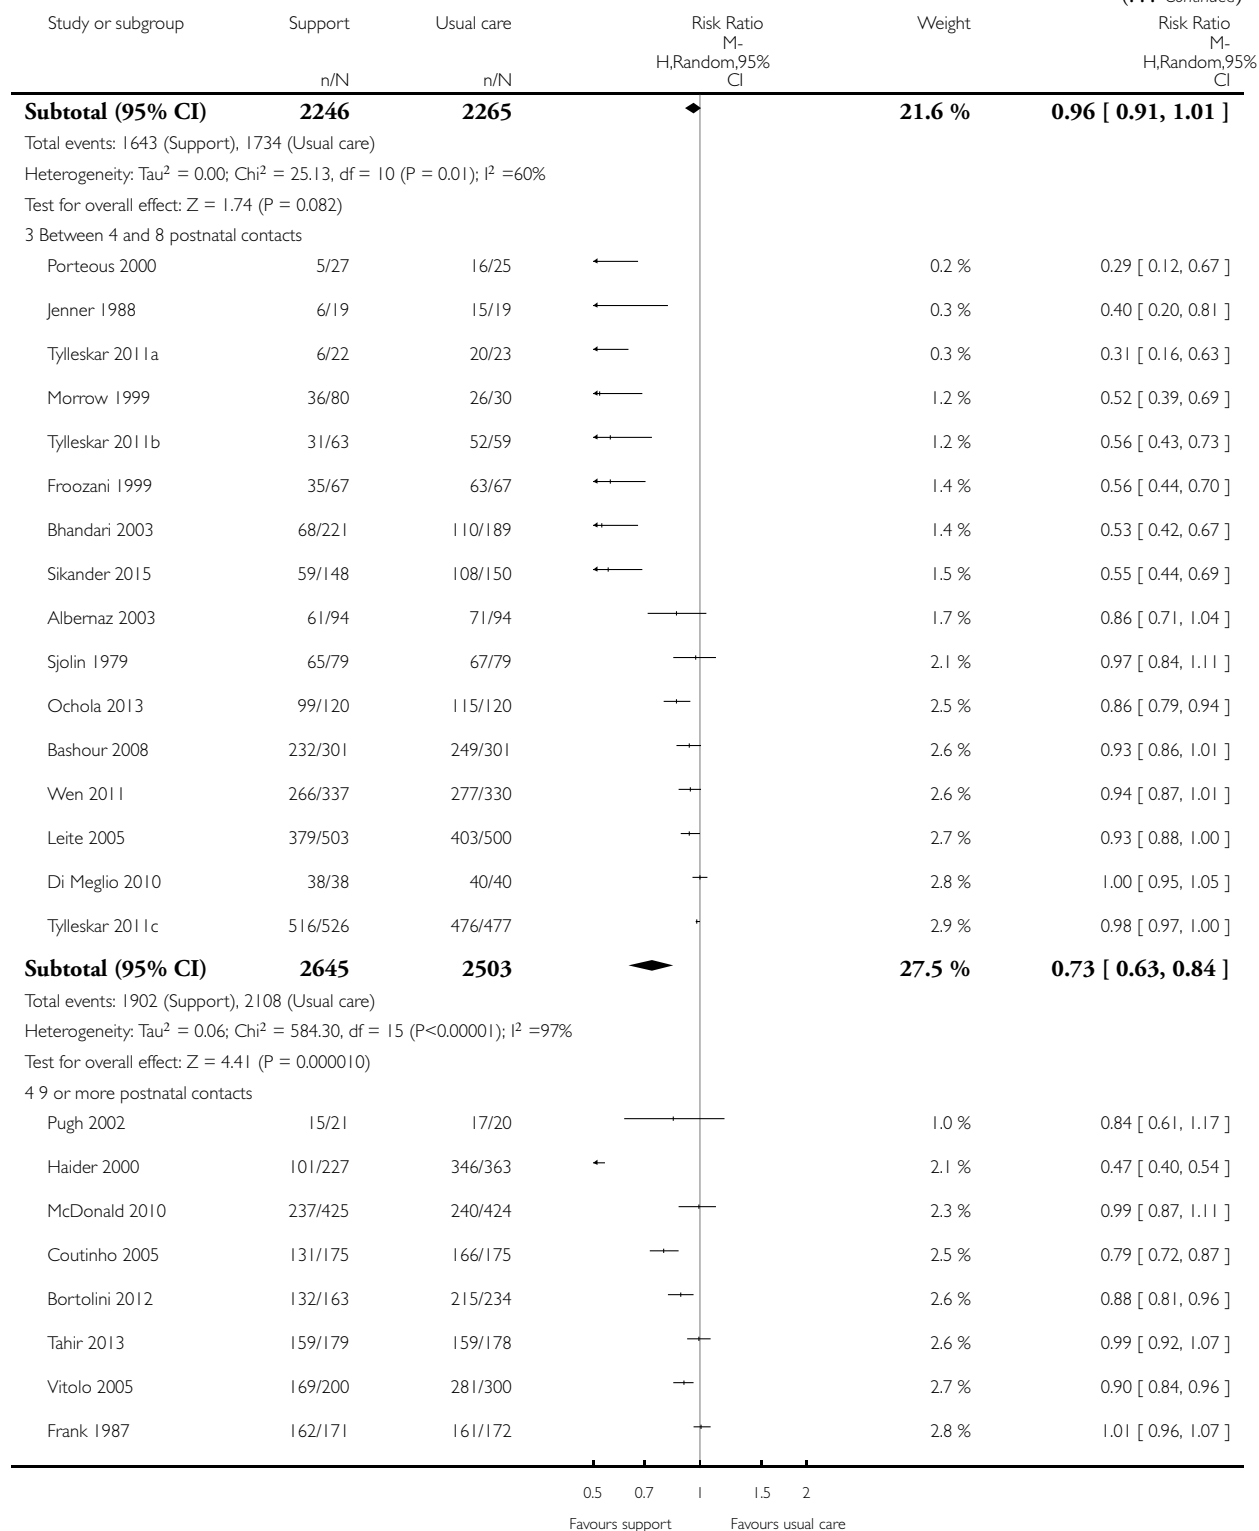 (... Continued)
Study or subgroup Support Usual care Risk Ratio Weight Risk Ratio
M- M-
H,Random,95% H,Random,95%
n/N n/N CI CI
Subtotal (95% CI) 2246 2265 21.6 % 0.96 [ 0.91, 1.01 ]
Total events: 1643 (Support), 1734 (Usual care)
Heterogeneity: Tau² = 0.00; Chi² = 25.13, df = 10 (P = 0.01); I² =60%
Test for overall effect: Z = 1.74 (P = 0.082)
3 Between 4 and 8 postnatal contacts
Porteous 2000 5/27 16/25 0.2 % 0.29 [ 0.12, 0.67 ]
Jenner 1988 6/19 15/19 0.3 % 0.40 [ 0.20, 0.81 ]
Tylleskar 2011a 6/22 20/23 0.3 % 0.31 [ 0.16, 0.63 ]
Morrow 1999 36/80 26/30 1.2 % 0.52 [ 0.39, 0.69 ]
Tylleskar 2011b 31/63 52/59 1.2 % 0.56 [ 0.43, 0.73 ]
Froozani 1999 35/67 63/67 1.4 % 0.56 [ 0.44, 0.70 ]
Bhandari 2003 68/221 110/189 1.4 % 0.53 [ 0.42, 0.67 ]
Sikander 2015 59/148 108/150 1.5 % 0.55 [ 0.44, 0.69 ]
Albernaz 2003 61/94 71/94 1.7 % 0.86 [ 0.71, 1.04 ]
Sjolin 1979 65/79 67/79 2.1 % 0.97 [ 0.84, 1.11 ]
Ochola 2013 99/120 115/120 2.5 % 0.86 [ 0.79, 0.94 ]
Bashour 2008 232/301 249/301 2.6 % 0.93 [ 0.86, 1.01 ]
Wen 2011 266/337 277/330 2.6 % 0.94 [ 0.87, 1.01 ]
Leite 2005 379/503 403/500 2.7 % 0.93 [ 0.88, 1.00 ]
Di Meglio 2010 38/38 40/40 2.8 % 1.00 [ 0.95, 1.05 ]
Tylleskar 2011c 516/526 476/477 2.9 % 0.98 [ 0.97, 1.00 ]
Subtotal (95% CI) 2645 2503 27.5 % 0.73 [ 0.63, 0.84 ]
Total events: 1902 (Support), 2108 (Usual care)
Heterogeneity: Tau² = 0.06; Chi² = 584.30, df = 15 (P<0.00001); I² =97%
Test for overall effect: Z = 4.41 (P = 0.000010)
4 9 or more postnatal contacts
Pugh 2002 15/21 17/20 1.0 % 0.84 [ 0.61, 1.17 ]
Haider 2000 101/227 346/363 2.1 % 0.47 [ 0.40, 0.54 ]
McDonald 2010 237/425 240/424 2.3 % 0.99 [ 0.87, 1.11 ]
Coutinho 2005 131/175 166/175 2.5 % 0.79 [ 0.72, 0.87 ]
Bortolini 2012 132/163 215/234 2.6 % 0.88 [ 0.81, 0.96 ]
Tahir 2013 159/179 159/178 2.6 % 0.99 [ 0.92, 1.07 ]
Vitolo 2005 169/200 281/300 2.7 % 0.90 [ 0.84, 0.96 ]
Frank 1987 162/171 161/172 2.8 % 1.01 [ 0.96, 1.07 ]
0.5 0.7 1 1.5 2
Favours support Favours usual care